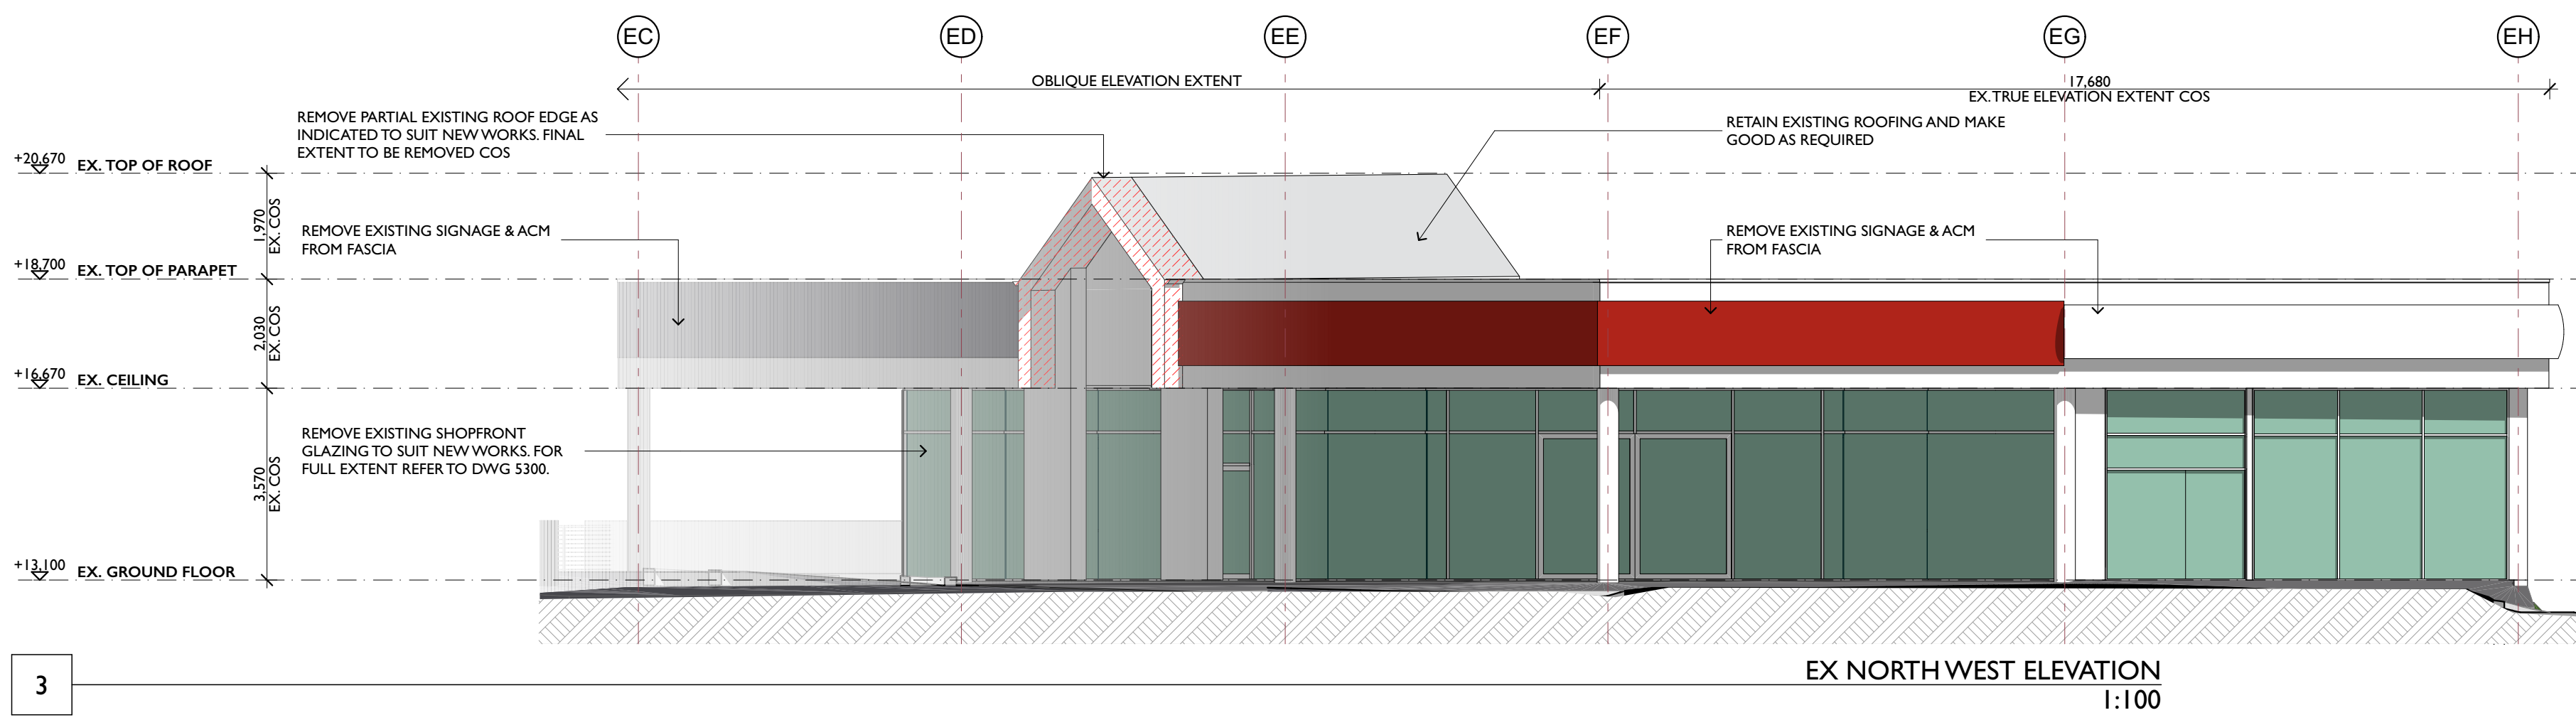 EC
ED
EE
EF
EG
EH
OBLIQUE ELEVATION EXTENT
17,680
EX. TRUE ELEVATION EXTENT COS
REMOVE PARTIAL EXISTING ROOF EDGE AS
INDICATED TO SUIT NEW WORKS. FINAL
EXTENT TO BE REMOVED COS
RETAIN EXISTING ROOFING AND MAKE
GOOD AS REQUIRED
+20,670
EX. TOP OF ROOF
1,970
EX. COS
REMOVE EXISTING SIGNAGE & ACM
FROM FASCIA
REMOVE EXISTING SIGNAGE & ACM
FROM FASCIA
+18,700
EX. TOP OF PARAPET
2,030
EX. COS
+16,670
EX. CEILING
REMOVE EXISTING SHOPFRONT
GLAZING TO SUIT NEW WORKS. FOR
FULL EXTENT REFER TO DWG 5300.
3,570
EX. COS
+13,100
EX. GROUND FLOOR
3
EX NORTH WEST ELEVATION
1:100